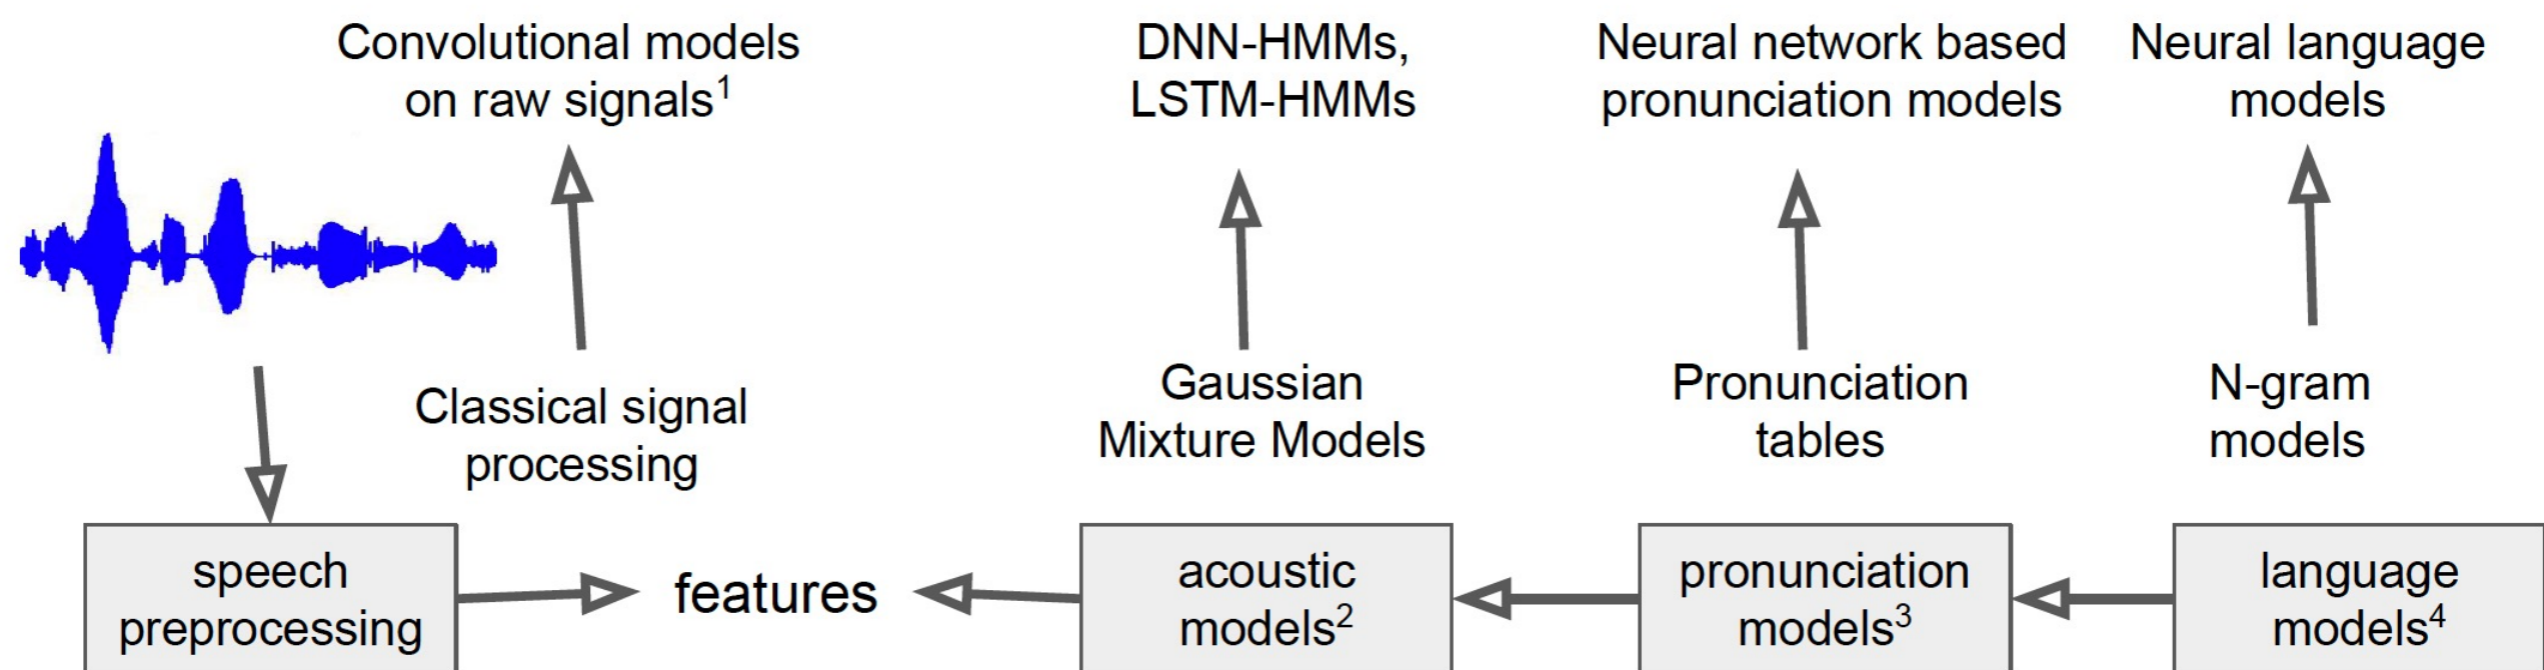 Convolutional models
on raw signals¹
DNN-HMMs,
LSTM-HMMs
Neural network based
pronunciation models
Neural language
models
Classical signal
processing
Gaussian
Mixture Models
Pronunciation
tables
N-gram
models
speech
preprocessing
features
acoustic
models²
pronunciation
models³
language
models⁴